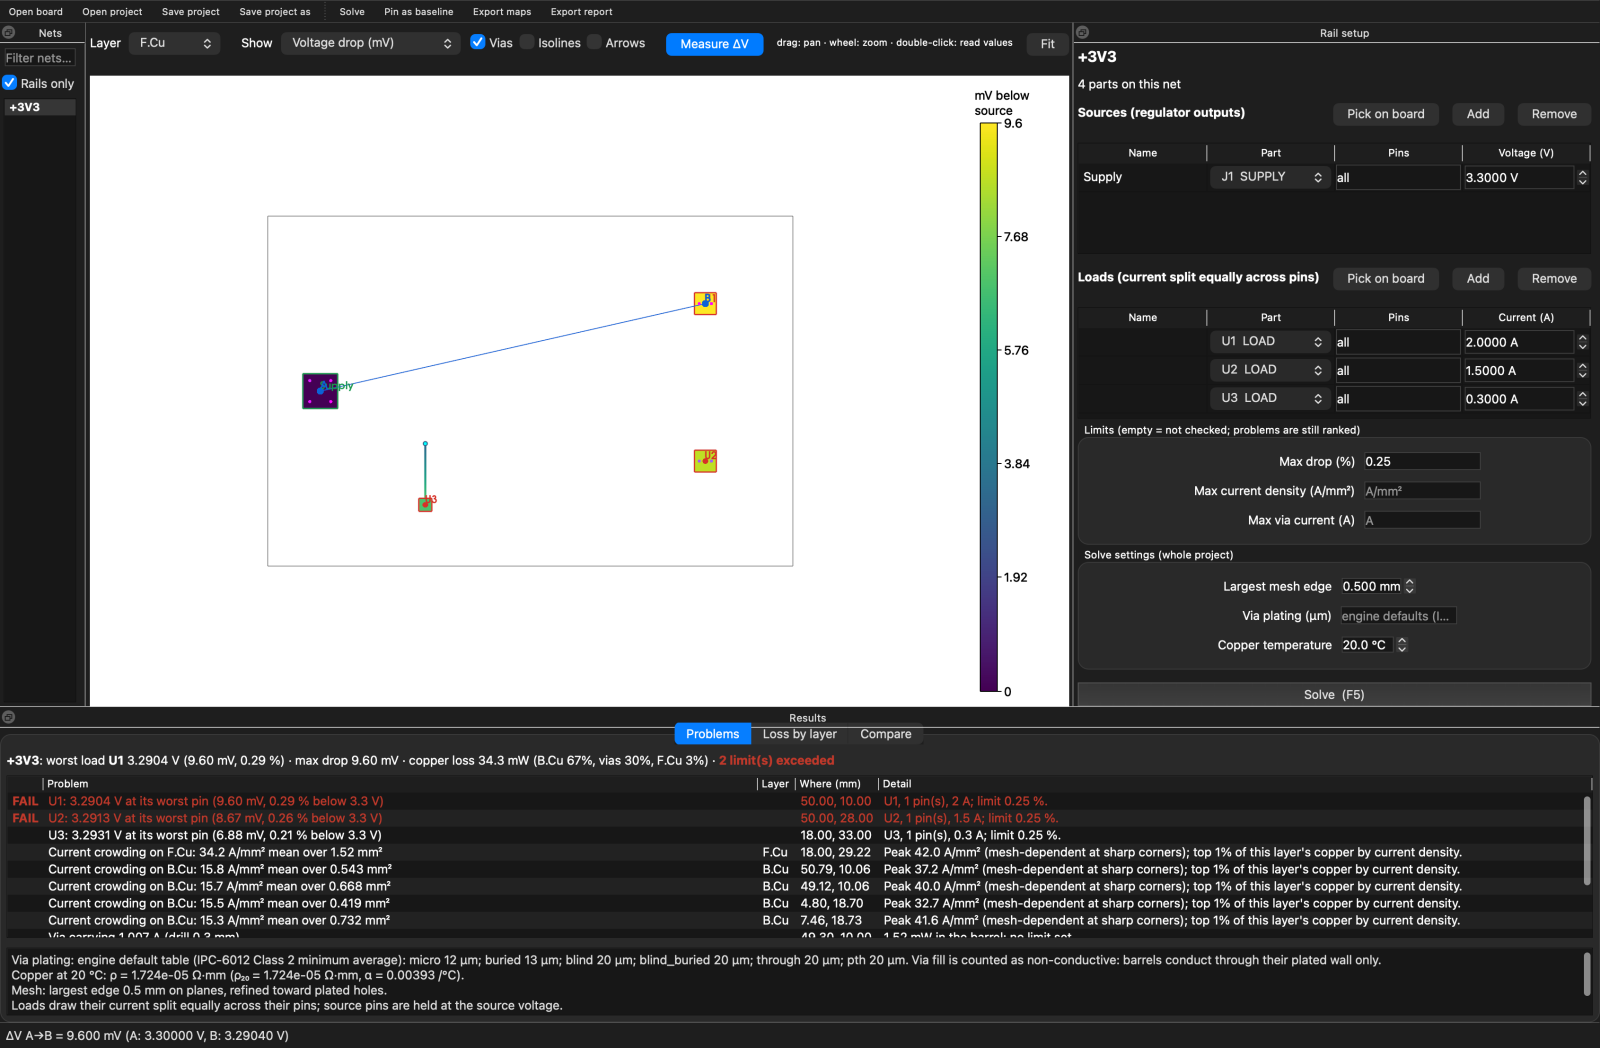 Open board Open project Save project Save project as Solve Pin as baseline Export maps Export report
Nets
Filter nets...
Rails only
+3V3
Layer F.Cu Show Voltage drop (mV) Vias Isolines Arrows Measure ΔV drag: pan · wheel: zoom · double-click: read values Fit
mV below
source
9.6
7.68
5.76
3.84
1.92
0
Supply
U2
U3
Rail setup
+3V3
4 parts on this net
Sources (regulator outputs) Pick on board Add Remove
Name Part Pins Voltage (V)
Supply J1 SUPPLY all 3.3000 V
Loads (current split equally across pins) Pick on board Add Remove
Name Part Pins Current (A)
U1 LOAD all 2.0000 A
U2 LOAD all 1.5000 A
U3 LOAD all 0.3000 A
Limits (empty = not checked; problems are still ranked)
Max drop (%) 0.25
Max current density (A/mm²) A/mm²
Max via current (A) A
Solve settings (whole project)
Largest mesh edge 0.500 mm
Via plating (µm) engine defaults (I...
Copper temperature 20.0 °C
Solve (F5)
Results
Problems Loss by layer Compare
+3V3: worst load U1 3.2904 V (9.60 mV, 0.29 %) · max drop 9.60 mV · copper loss 34.3 mW (B.Cu 67%, vias 30%, F.Cu 3%) · 2 limit(s) exceeded
Problem Layer Where (mm) Detail
FAIL U1: 3.2904 V at its worst pin (9.60 mV, 0.29 % below 3.3 V) 50.00, 10.00 U1, 1 pin(s), 2 A; limit 0.25 %.
FAIL U2: 3.2913 V at its worst pin (8.67 mV, 0.26 % below 3.3 V) 50.00, 28.00 U2, 1 pin(s), 1.5 A; limit 0.25 %.
U3: 3.2931 V at its worst pin (6.88 mV, 0.21 % below 3.3 V) 18.00, 33.00 U3, 1 pin(s), 0.3 A; limit 0.25 %.
Current crowding on F.Cu: 34.2 A/mm² mean over 1.52 mm² F.Cu 18.00, 29.22 Peak 42.0 A/mm² (mesh-dependent at sharp corners); top 1% of this layer's copper by current density.
Current crowding on B.Cu: 15.8 A/mm² mean over 0.543 mm² B.Cu 50.79, 10.06 Peak 37.2 A/mm² (mesh-dependent at sharp corners); top 1% of this layer's copper by current density.
Current crowding on B.Cu: 15.7 A/mm² mean over 0.668 mm² B.Cu 49.12, 10.06 Peak 40.0 A/mm² (mesh-dependent at sharp corners); top 1% of this layer's copper by current density.
Current crowding on B.Cu: 15.5 A/mm² mean over 0.419 mm² B.Cu 4.80, 18.70 Peak 32.7 A/mm² (mesh-dependent at sharp corners); top 1% of this layer's copper by current density.
Current crowding on B.Cu: 15.3 A/mm² mean over 0.732 mm² B.Cu 7.46, 18.73 Peak 41.6 A/mm² (mesh-dependent at sharp corners); top 1% of this layer's copper by current density.
Via carrying 1.007 A (drill 0.3 mm) 49.30, 10.00 1.52 mW in the barrel; no limit set.
Via plating: engine default table (IPC-6012 Class 2 minimum average): micro 12 µm; buried 13 µm; blind 20 µm; blind_buried 20 µm; through 20 µm; pth 20 µm. Via fill is counted as non-conductive: barrels conduct through their plated wall only.
Copper at 20 °C: ρ = 1.724e-05 Ω·mm (ρ₂₀ = 1.724e-05 Ω·mm, α = 0.00393 /°C).
Mesh: largest edge 0.5 mm on planes, refined toward plated holes.
Loads draw their current split equally across their pins; source pins are held at the source voltage.
ΔV A→B = 9.600 mV (A: 3.30000 V, B: 3.29040 V)